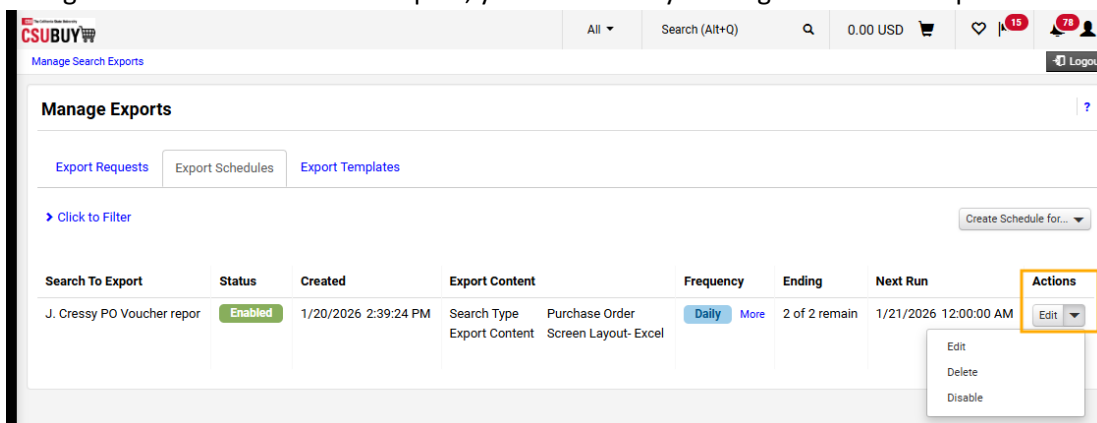 CSUBUY
All
Search (Alt+Q)
0.00 USD
15
78
Manage Search Exports
Logou
Manage Exports
?
Export Requests
Export Schedules
Export Templates
Click to Filter
Create Schedule for...
Search To Export Status Created Export Content Frequency Ending Next Run Actions
J. Cressy PO Voucher repor Enabled 1/20/2026 2:39:24 PM Search Type Purchase Order Daily More 2 of 2 remain 1/21/2026 12:00:00 AM Edit
Export Content Screen Layout- Excel
Edit
Delete
Disable